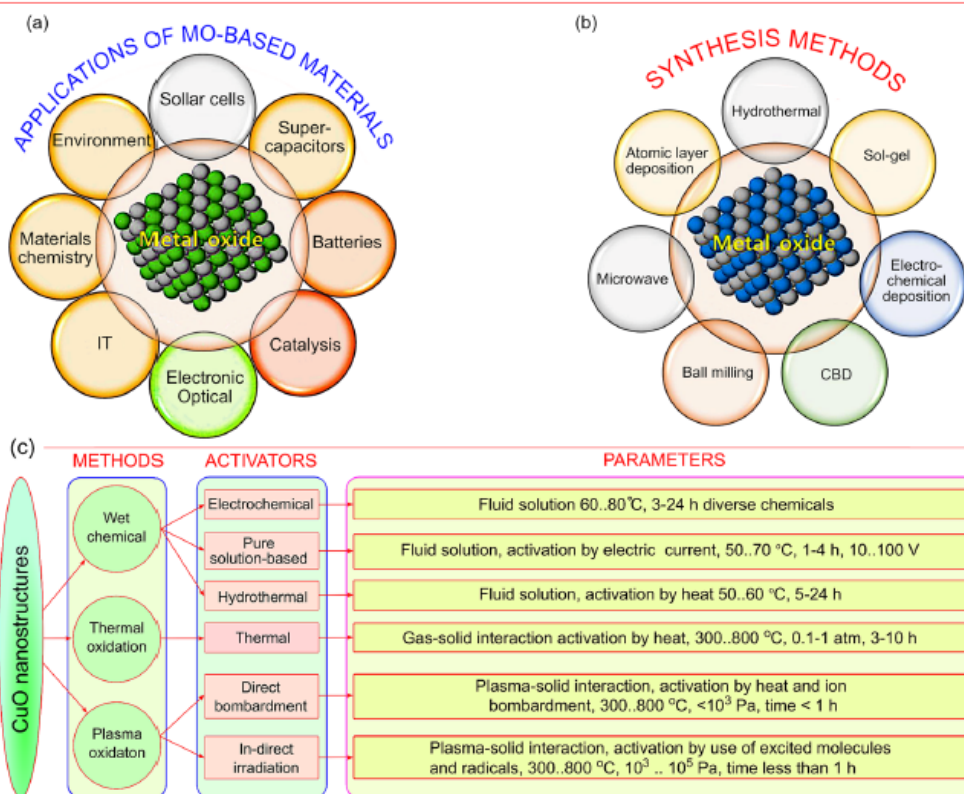 (a)
APPLICATIONS OF MO-BASED MATERIALS
Sollar cells
Super-
capacitors
Batteries
Catalysis
Electronic
Optical
IT
Materials
chemistry
Environment
Metal oxide
(b)
SYNTHESIS METHODS
Hydrothermal
Sol-gel
Electro-
chemical
deposition
CBD
Ball milling
Microwave
Atomic layer
deposition
Metal oxide
(c)
METHODS
ACTIVATORS
PARAMETERS
CuO nanostructures
Wet
chemical
Thermal
oxidation
Plasma
oxidaton
Electrochemical
Pure
solution-based
Hydrothermal
Thermal
Direct
bombardment
In-direct
irradiation
Fluid solution 60..80℃, 3-24 h diverse chemicals
Fluid solution, activation by electric current, 50..70 °C, 1-4 h, 10..100 V
Fluid solution, activation by heat 50..60 °C, 5-24 h
Gas-solid interaction activation by heat, 300..800 °C, 0.1-1 atm, 3-10 h
Plasma-solid interaction, activation by heat and ion
bombardment, 300..800 °C, <10³ Pa, time < 1 h
Plasma-solid interaction, activation by use of excited molecules
and radicals, 300..800 °C, 10³ .. 10⁵ Pa, time less than 1 h